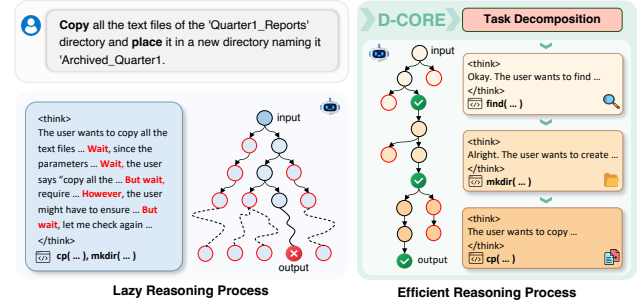 Copy all the text files of the 'Quarter1_Reports'
directory and place it in a new directory naming it
'Archived_Quarter1.
<think>
The user wants to copy all the
text files ... Wait, since the
parameters ... Wait, the user
says "copy all the ... But wait,
require ... However, the user
might have to ensure ... But
wait, let me check again ...
</think>
cp( ... ), mkdir( ... )
input
output
Lazy Reasoning Process
D-CORE
Task Decomposition
input
output
<think>
Okay. The user wants to find ...
</think>
find( ... )
<think>
Alright. The user wants to create ...
</think>
mkdir( ... )
<think>
The user wants to copy ...
</think>
cp( ... )
Efficient Reasoning Process